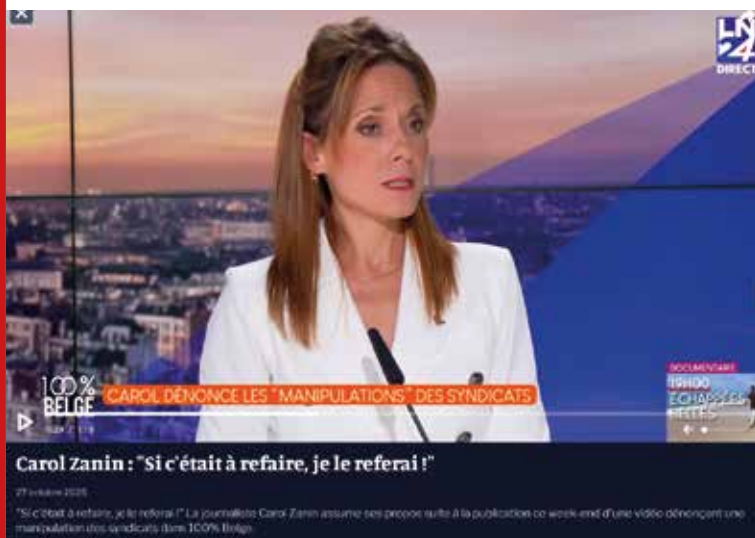 LN
24
DIRECT
100%
BELGE
CAROL DÉNONCE LES "MANIPULATIONS" DES SYNDICATS
DOCUMENTAIRE
19H00
ÉCHAPPÉES
BELLES
Carol Zanin : "Si c'était à refaire, je le referai !"
27 octobre 2025
"Si c'était à refaire, je le referai !" La journaliste Carol Zanin assume ses propos suite à la publication ce week-end d'une vidéo dénonçant une
manipulation des syndicats dans 100% Belge.